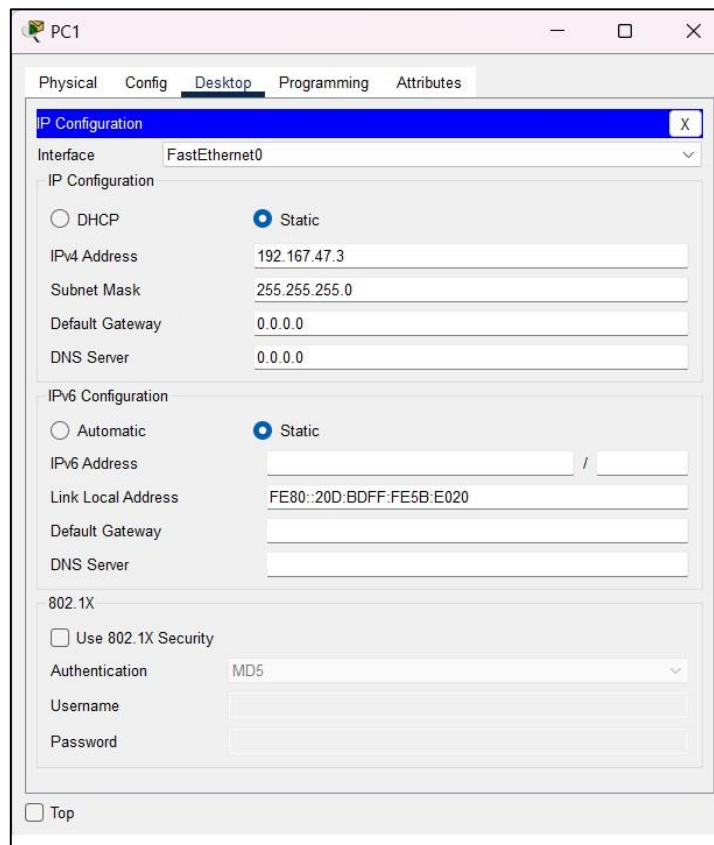 PC1
Physical Config Desktop Programming Attributes
IP Configuration X
Interface FastEthernet0
IP Configuration
DHCP Static
IPv4 Address 192.167.47.3
Subnet Mask 255.255.255.0
Default Gateway 0.0.0.0
DNS Server 0.0.0.0
IPv6 Configuration
Automatic Static
IPv6 Address /
Link Local Address FE80::20D:BDFF:FE5B:E020
Default Gateway
DNS Server
802.1X
Use 802.1X Security
Authentication MD5
Username
Password
Top